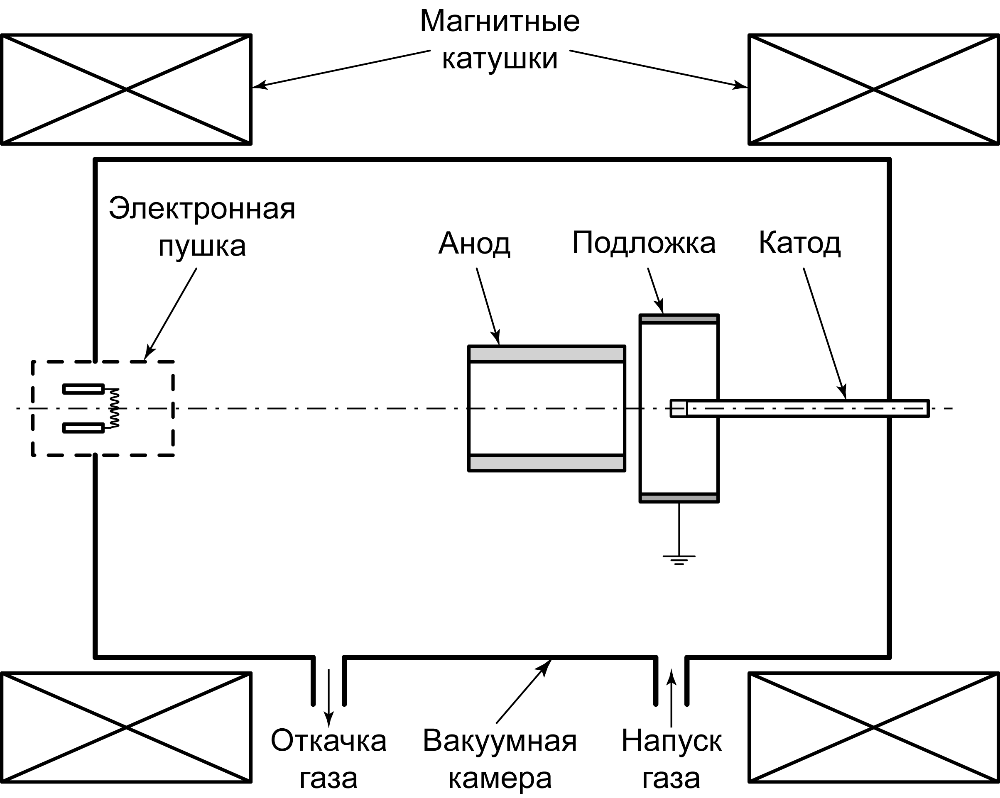 Магнитные
катушки
Электронная
пушка
Анод
Подложка
Катод
Откачка
газа
Вакуумная
камера
Напуск
газа